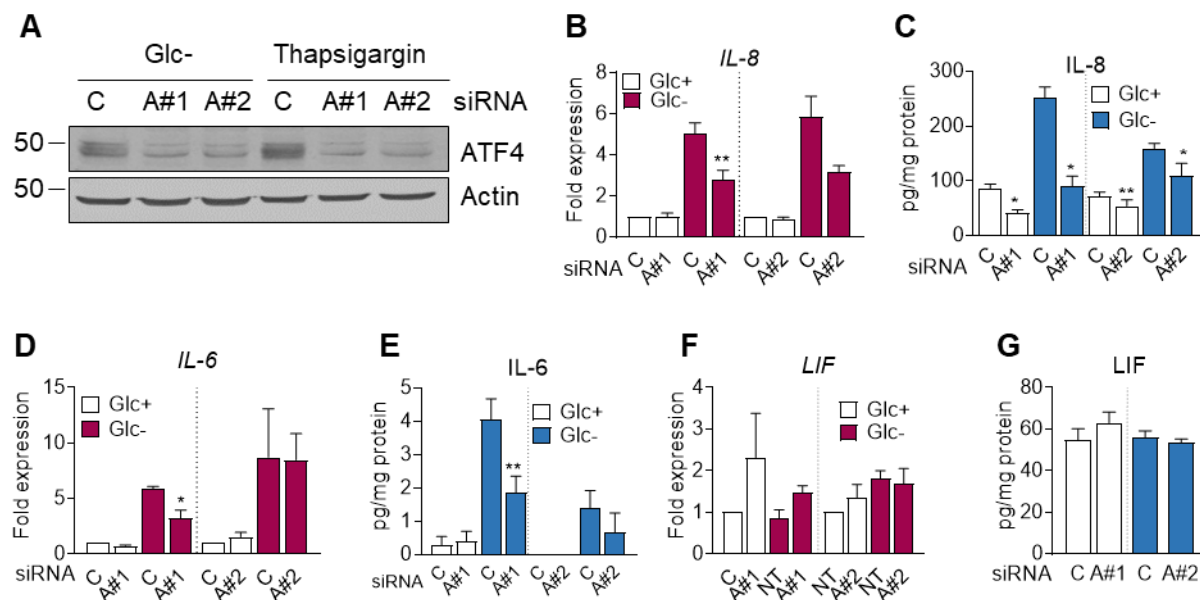 A
Glc-
Thapsigargin
C A#1 A#2 C A#1 A#2 siRNA
50
ATF4
50
Actin
B
IL-8
Fold expression
8
6
4
2
0
Glc+
Glc-
**
siRNA
C A#1 C A#1 C A#2 C A#2
C
IL-8
pg/mg protein
300
200
100
0
Glc+
Glc-
* * ** *
siRNA
C A#1 C A#1 C A#2 C A#2
D
IL-6
Fold expression
15
10
5
0
Glc+
Glc-
*
siRNA
C A#1 C A#1 C A#2 C A#2
E
IL-6
pg/mg protein
5
4
3
2
1
0
Glc+
Glc-
**
siRNA
C A#1 C A#1 C A#2 C A#2
F
LIF
Fold expression
4
3
2
1
0
Glc+
Glc-
siRNA
C A#1 NT A#1 NT A#2 NT A#2
G
LIF
pg/mg protein
80
60
40
20
0
siRNA C A#1 C A#2